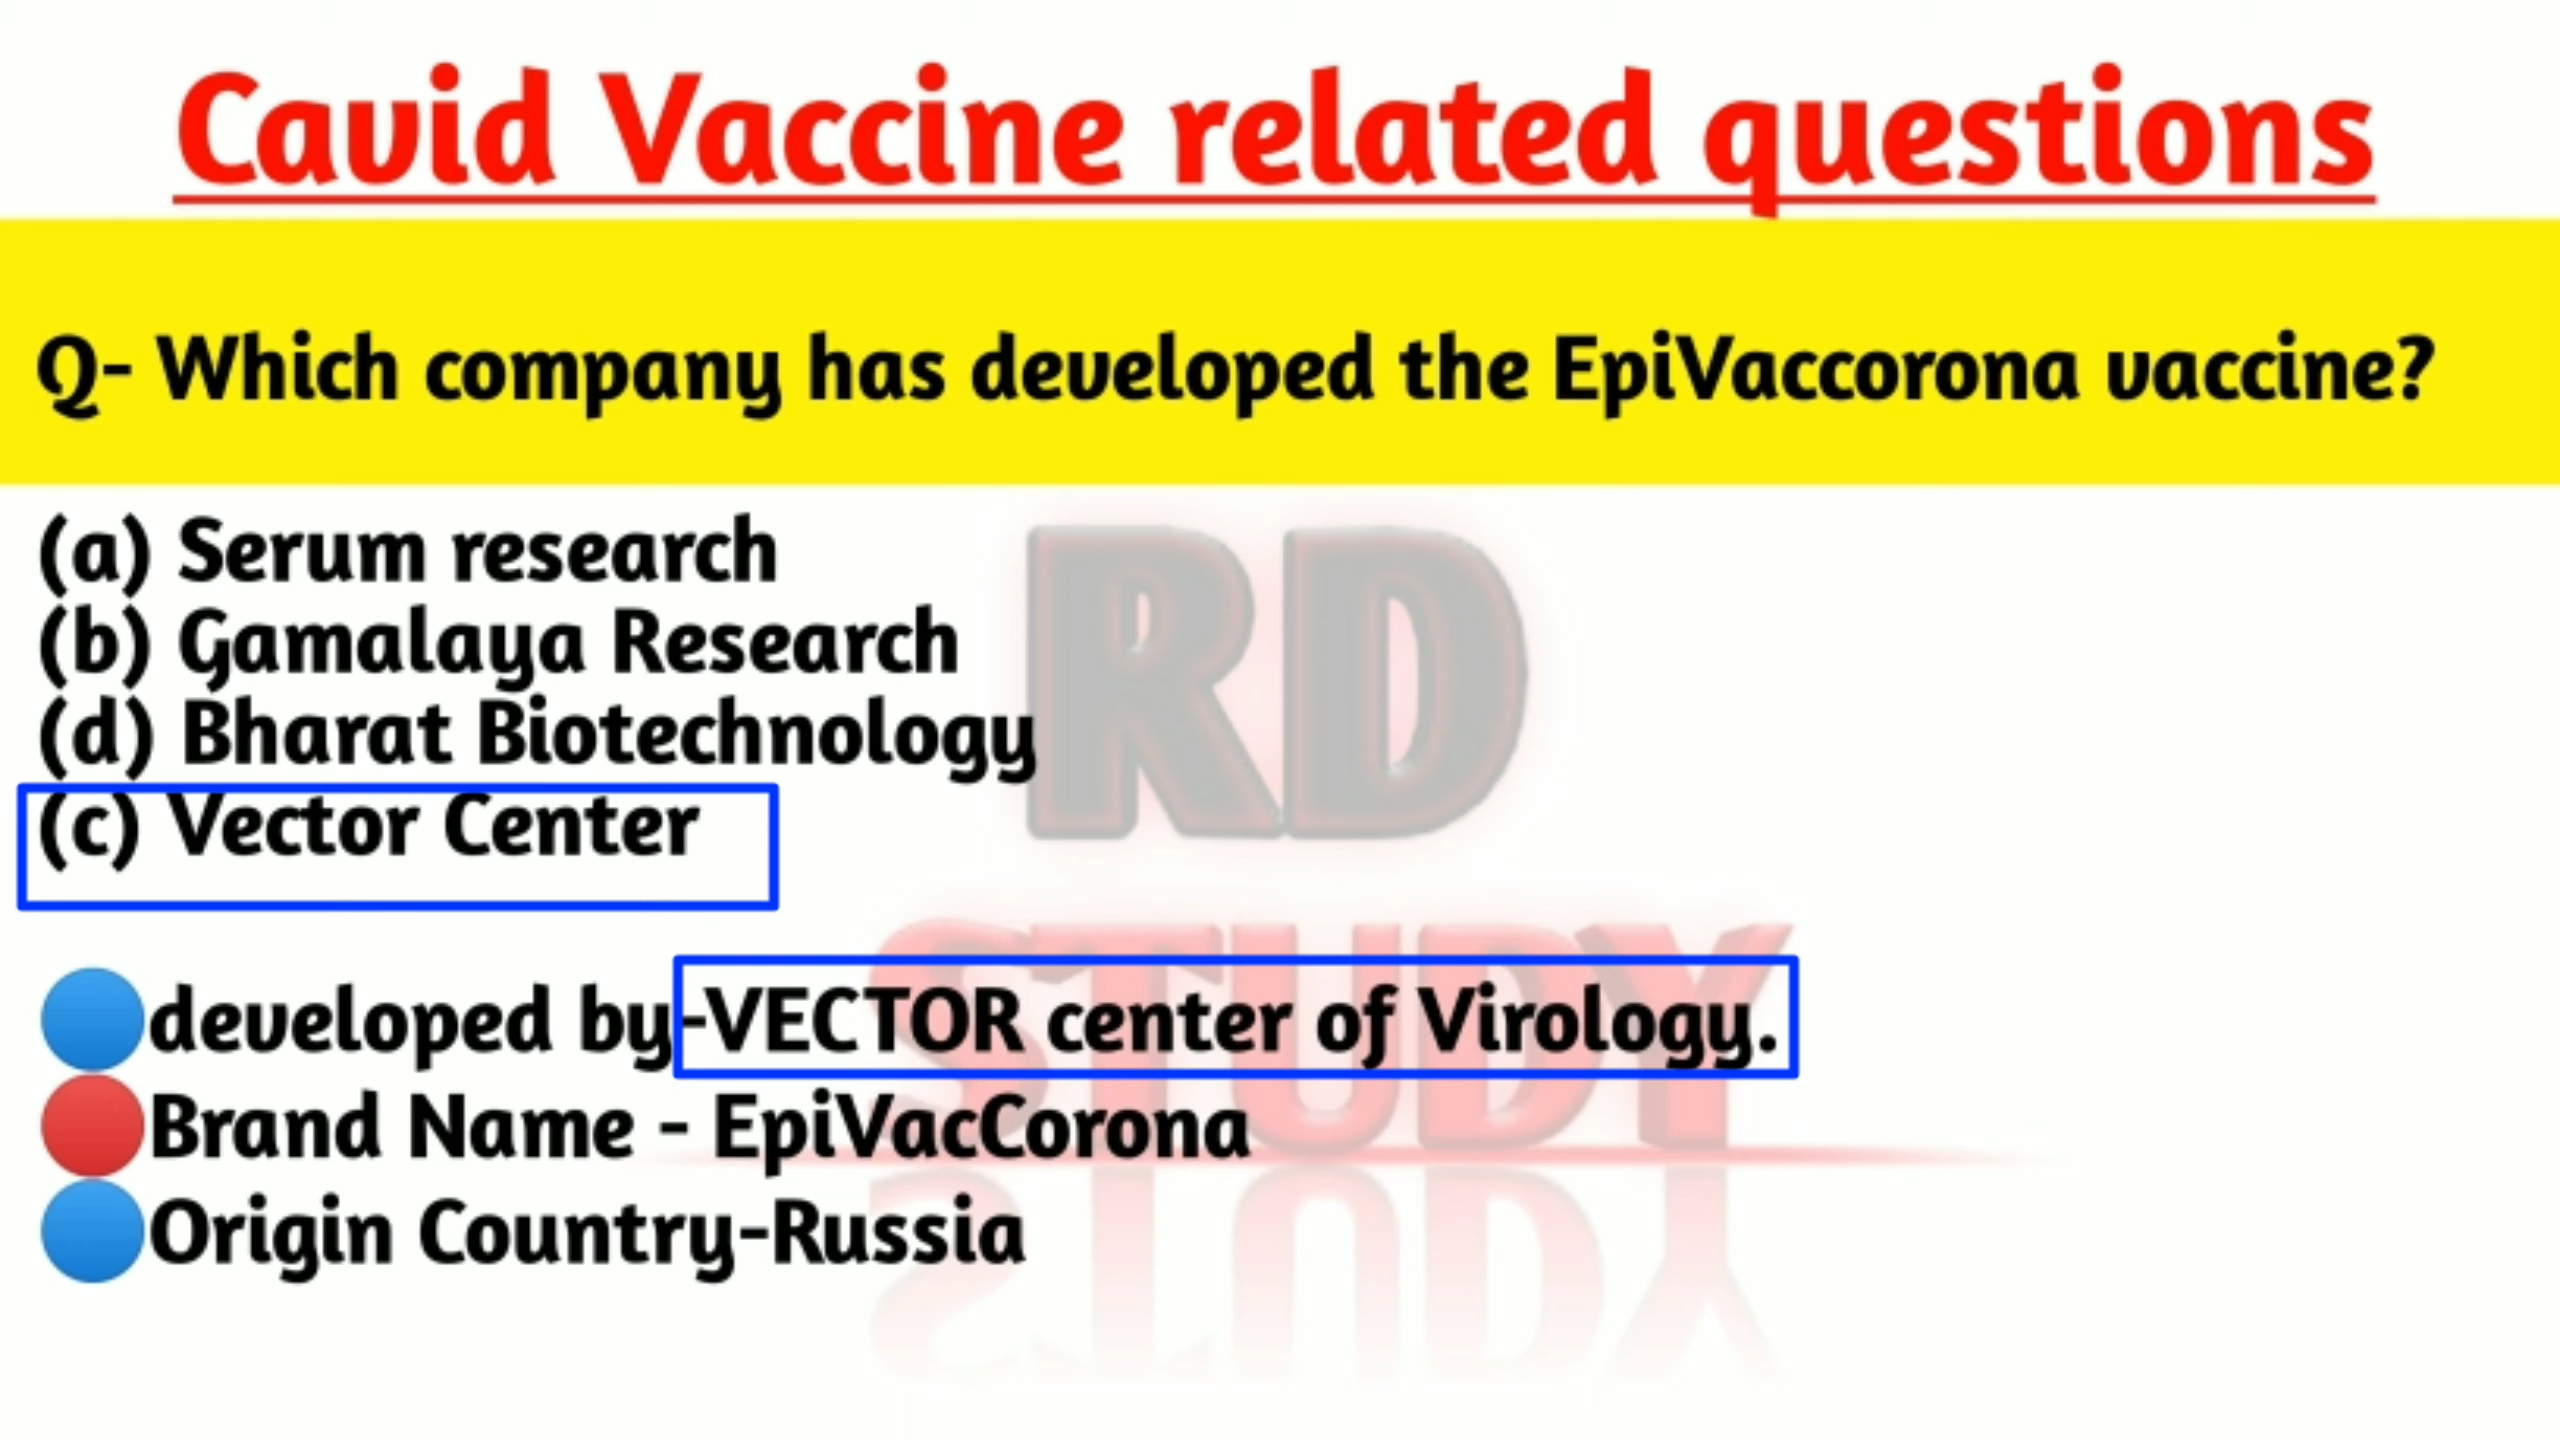 Cavid Vaccine related questions
Q- Which company has developed the EpiVaccorona vaccine?
(a) Serum research
(b) Gamalaya Research
(d) Bharat Biotechnology
(c) Vector Center
RD
STUDY
developed by-VECTOR center of Virology.
Brand Name - EpiVacCorona
Origin Country-Russia